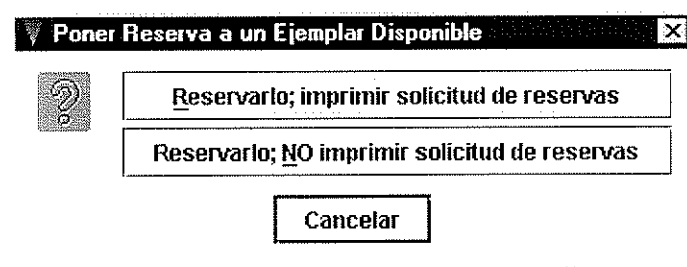 Poner Reserva a un Ejemplar Disponible
Reservarlo; imprimir solicitud de reservas
Reservarlo; NO imprimir solicitud de reservas
Cancelar